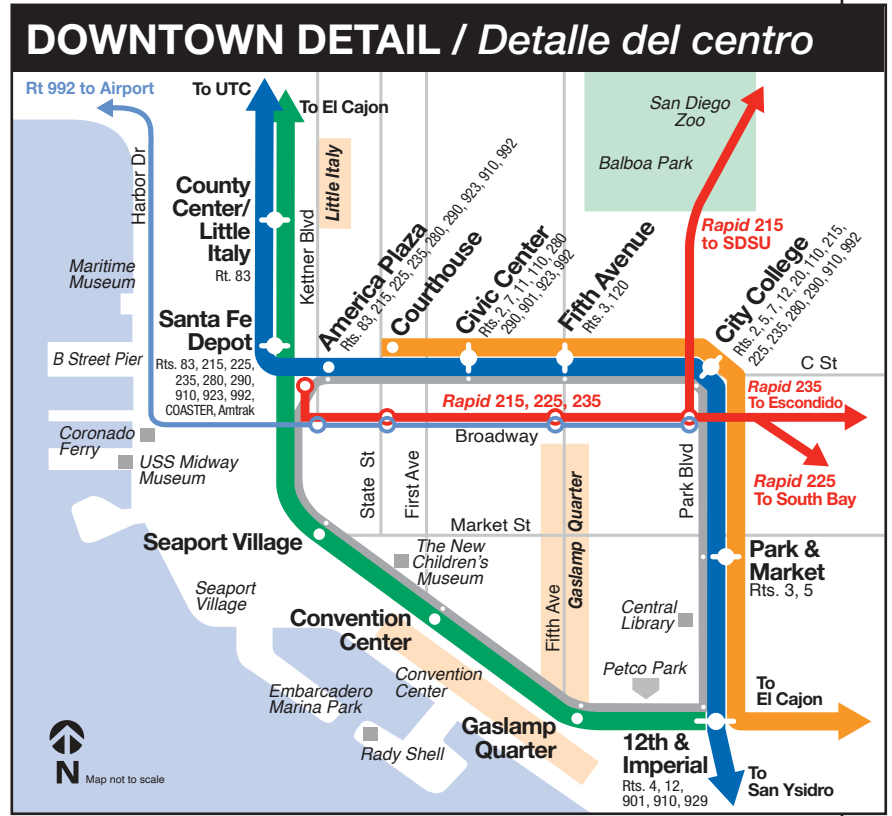 DOWNTOWN DETAIL / Detalle del centro
Rt 992 to Airport
To UTC
To El Cajon
San Diego
Zoo
Balboa Park
Harbor Dr
Little Italy
Kettner Blvd
County
Center/
Little
Italy
Rt. 83
America Plaza
Rts. 83, 215, 225, 235, 280, 290, 923, 910, 992
Courthouse
Civic Center
Rts. 2, 7, 11, 110, 280
290, 901, 923, 992
Fifth Avenue
Rts. 3, 120
Rapid 215
to SDSU
City College
Rts. 2, 5, 7, 12, 20, 110, 215,
225, 235, 280, 290, 910, 992
Maritime
Museum
Santa Fe
Depot
Rts. 83, 215, 225,
235, 280, 290,
910, 923, 992,
COASTER, Amtrak
B Street Pier
C St
Rapid 215, 225, 235
Rapid 235
To Escondido
Broadway
Coronado
Ferry
USS Midway
Museum
State St
First Ave
Gaslamp Quarter
Park Blvd
Rapid 225
To South Bay
Market St
Seaport Village
The New
Children's
Museum
Park &
Market
Rts. 3, 5
Seaport
Village
Fifth Ave
Central
Library
Convention
Center
Convention
Center
Petco Park
Embarcadero
Marina Park
To
El Cajon
Gaslamp
Quarter
Rady Shell
12th &
Imperial
Rts. 4, 12,
901, 910, 929
To
San Ysidro
N
Map not to scale